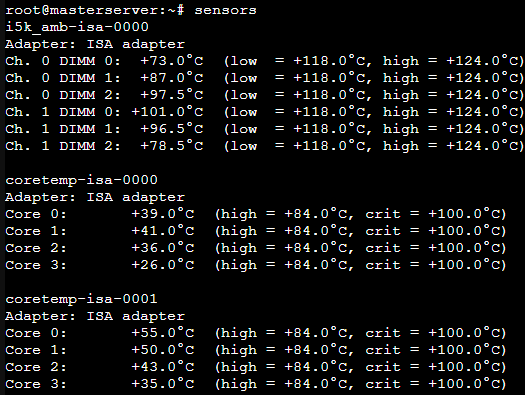 root@masterserver:~# sensors
i5k_amb-isa-0000
Adapter: ISA adapter
Ch. 0 DIMM 0:  +73.0°C  (low  = +118.0°C, high = +124.0°C)
Ch. 0 DIMM 1:  +87.0°C  (low  = +118.0°C, high = +124.0°C)
Ch. 0 DIMM 2:  +97.5°C  (low  = +118.0°C, high = +124.0°C)
Ch. 1 DIMM 0: +101.0°C  (low  = +118.0°C, high = +124.0°C)
Ch. 1 DIMM 1:  +96.5°C  (low  = +118.0°C, high = +124.0°C)
Ch. 1 DIMM 2:  +78.5°C  (low  = +118.0°C, high = +124.0°C)

coretemp-isa-0000
Adapter: ISA adapter
Core 0:       +39.0°C  (high = +84.0°C, crit = +100.0°C)
Core 1:       +41.0°C  (high = +84.0°C, crit = +100.0°C)
Core 2:       +36.0°C  (high = +84.0°C, crit = +100.0°C)
Core 3:       +26.0°C  (high = +84.0°C, crit = +100.0°C)

coretemp-isa-0001
Adapter: ISA adapter
Core 0:       +55.0°C  (high = +84.0°C, crit = +100.0°C)
Core 1:       +50.0°C  (high = +84.0°C, crit = +100.0°C)
Core 2:       +43.0°C  (high = +84.0°C, crit = +100.0°C)
Core 3:       +35.0°C  (high = +84.0°C, crit = +100.0°C)